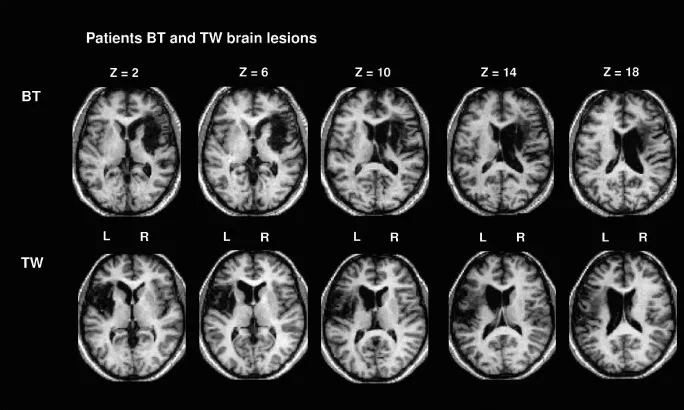 Patients BT and TW brain lesions
Z = 2 Z = 6 Z = 10 Z = 14 Z = 18
BT
L R L R L R L R L R
TW